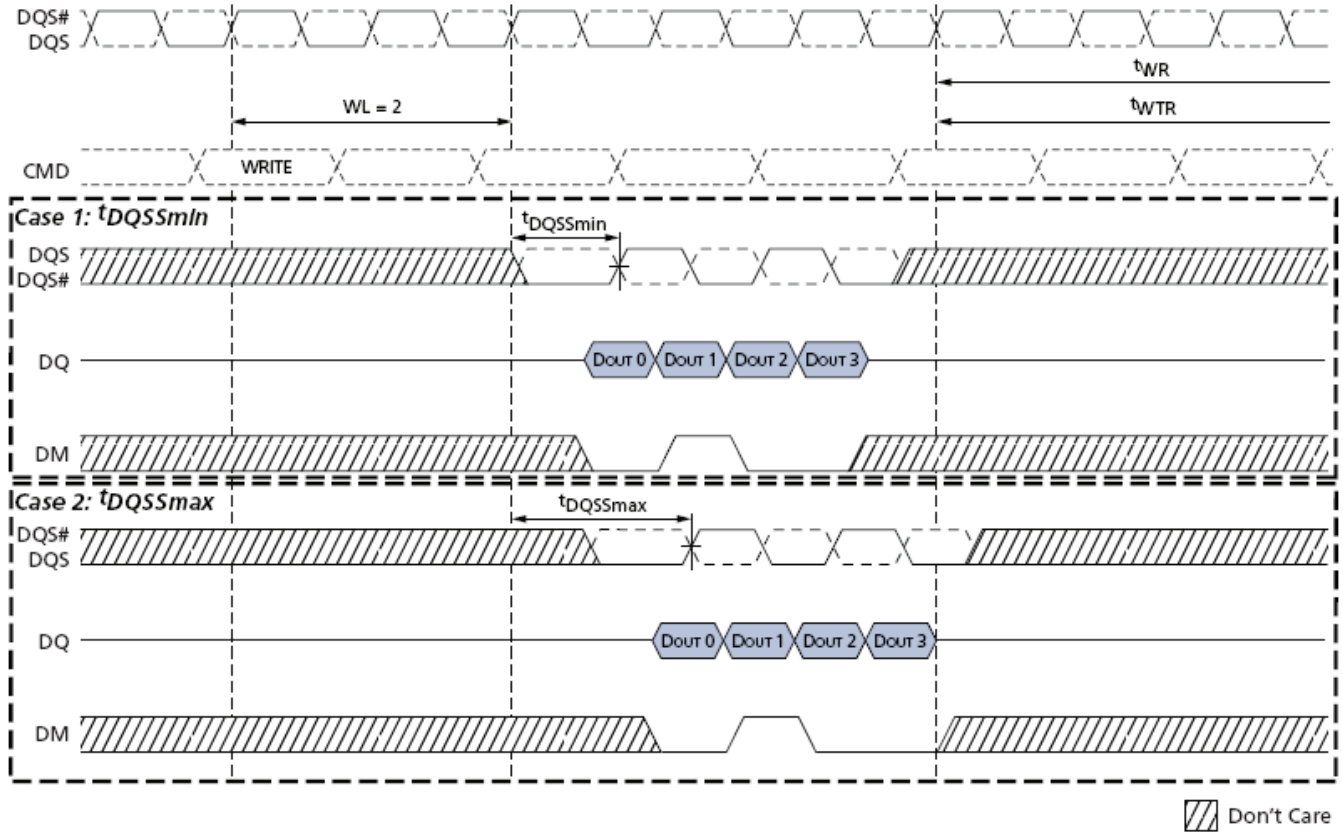 DQS#
DQS
tWR
WL = 2
tWTR
CMD
WRITE
Case 1: tDQSSmin
tDQSSmin
DQS
DQS#
DQ
DOUT 0
DOUT 1
DOUT 2
DOUT 3
DM
Case 2: tDQSSmax
tDQSSmax
DQS#
DQS
DQ
DOUT 0
DOUT 1
DOUT 2
DOUT 3
DM
Don't Care